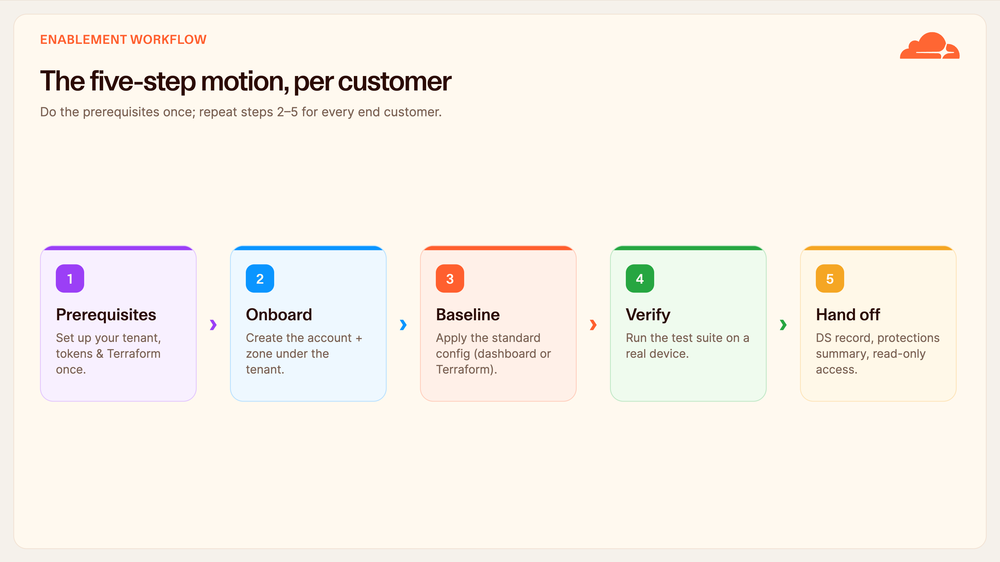 ENABLEMENT WORKFLOW
The five-step motion, per customer
Do the prerequisites once; repeat steps 2–5 for every end customer.
1
Prerequisites
Set up your tenant,
tokens & Terraform
once.
›
2
Onboard
Create the account +
zone under the
tenant.
›
3
Baseline
Apply the standard
config (dashboard or
Terraform).
›
4
Verify
Run the test suite on a
real device.
›
5
Hand off
DS record, protections
summary, read-only
access.